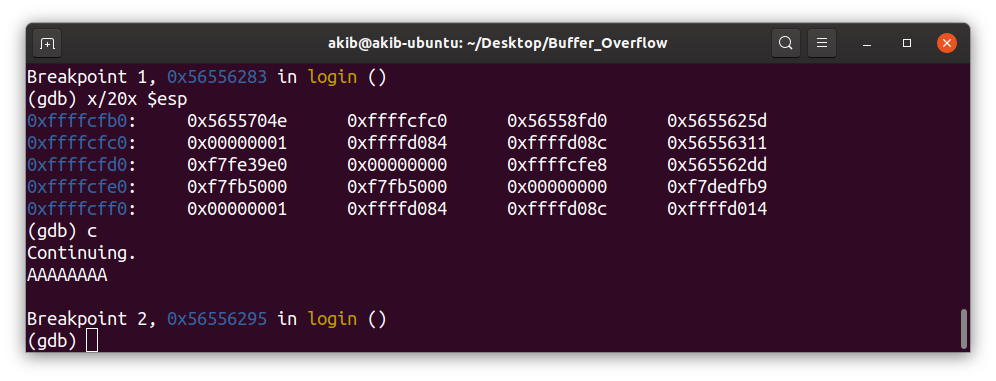 akib@akib-ubuntu: ~/Desktop/Buffer_Overflow
Breakpoint 1, 0x56556283 in login ()
(gdb) x/20x $esp
0xffffcfb0: 0x5655704e 0xffffcfc0 0x56558fd0 0x5655625d
0xffffcfc0: 0x00000001 0xffffd084 0xffffd08c 0x56556311
0xffffcfd0: 0xf7fe39e0 0x00000000 0xffffcfe8 0x565562dd
0xffffcfe0: 0xf7fb5000 0xf7fb5000 0x00000000 0xf7dedfb9
0xffffcff0: 0x00000001 0xffffd084 0xffffd08c 0xffffd014
(gdb) c
Continuing.
AAAAAAAA
Breakpoint 2, 0x56556295 in login ()
(gdb)